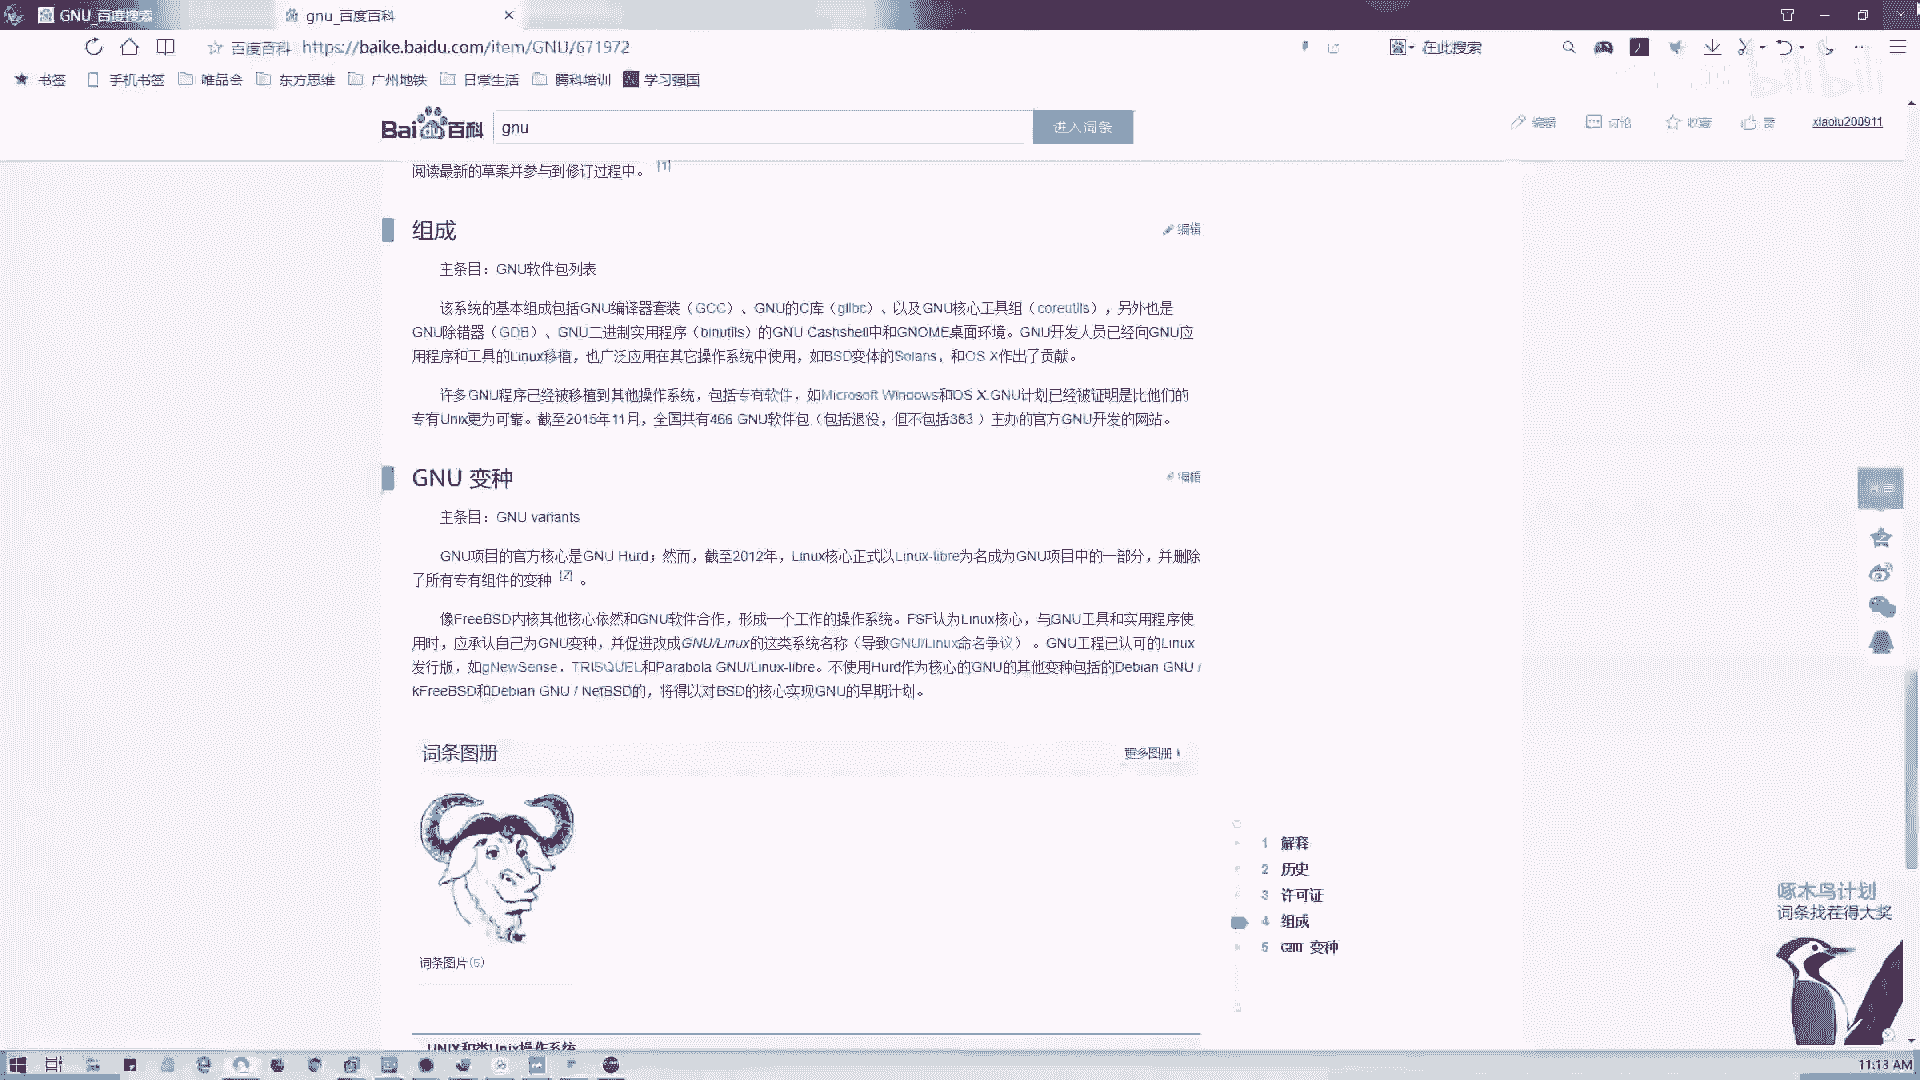 GNU_百度搜索
gnu_百度百科
百度百科 https://baike.baidu.com/item/GNU/671972
在此搜索
书签 手机书签 唯品会 东方思维 广州地铁 日常生活 腾科培训 学习强国
bilibili
Bai du 百科 gnu 进入词条
编辑 讨论 收藏 赞 xiaolu200911
阅读最新的草案并参与到修订过程中。 [1]
组成 编辑
主条目：GNU软件包列表
该系统的基本组成包括GNU编译器套装（GCC）、GNU的C库（glibc）、以及GNU核心工具组（coreutils），另外也是
GNU除错器（GDB）、GNU二进制实用程序（binutils）的GNU Cashshell中和GNOME桌面环境。GNU开发人员已经向GNU应
用程序和工具的Linux移植，也广泛应用在其它操作系统中使用，如BSD变体的Solaris，和OS X作出了贡献。
许多GNU程序已经被移植到其他操作系统，包括专有软件，如Microsoft Windows和OS X.GNU计划已经被证明是比他们的
专有Unix更为可靠。截至2015年11月，全国共有466 GNU软件包（包括退役，但不包括383 ）主办的官方GNU开发的网站。
GNU 变种 编辑
主条目：GNU variants
GNU项目的官方核心是GNU Hurd；然而，截至2012年，Linux核心正式以Linux-libre为名成为GNU项目中的一部分，并删除
了所有专有组件的变种 [2] 。
像FreeBSD内核其他核心依然和GNU软件合作，形成一个工作的操作系统。FSF认为Linux核心，与GNU工具和实用程序使
用时，应承认自己为GNU变种，并促进改成GNU/Linux的这类系统名称（导致GNU/Linux命名争议） 。GNU工程已认可的Linux
发行版，如gNewSense，TRISQUEL和Parabola GNU/Linux-libre。不使用Hurd作为核心的GNU的其他变种包括的Debian GNU /
kFreeBSD和Debian GNU / NetBSD的，将得以对BSD的核心实现GNU的早期计划。
词条图册 更多图册
词条图片(5)
1 解释
2 历史
3 许可证
4 组成
5 GNU 变种
啄木鸟计划
词条找茬得大奖
UNIX和类Unix操作系统
11:13 AM